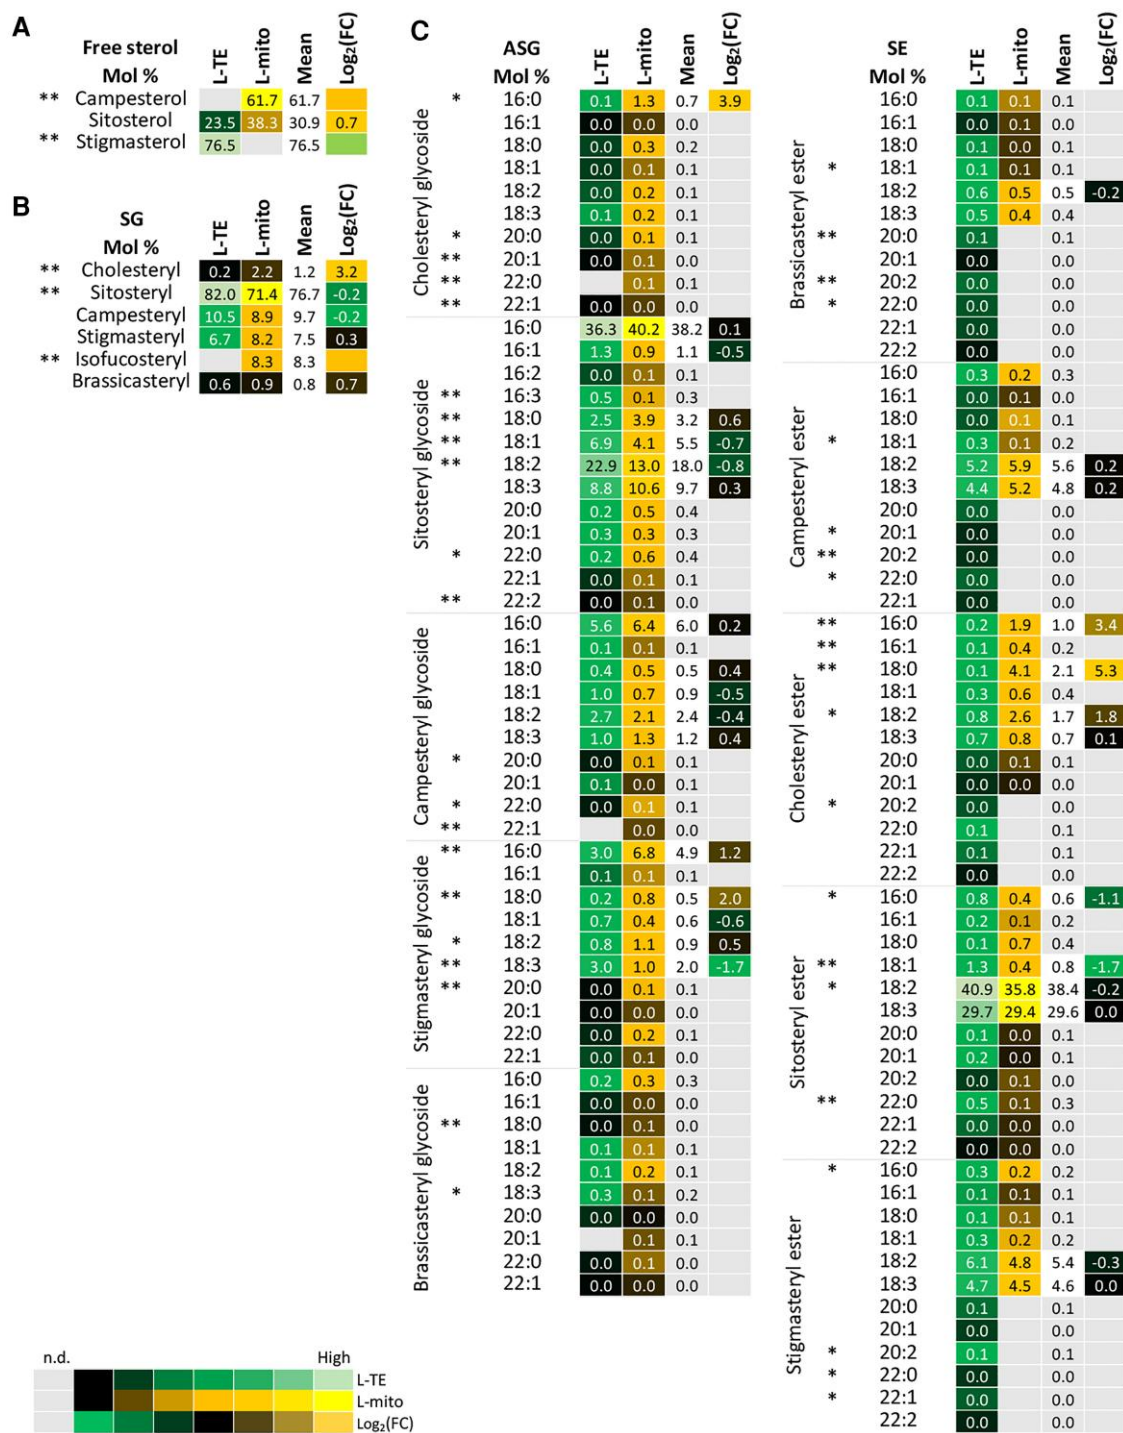 A
Free sterol
Mol %
L-TE L-mito Mean Log₂(FC)
** Campesterol 61.7 61.7
Sitosterol 23.5 38.3 30.9 0.7
** Stigmasterol 76.5 76.5
B
SG
Mol %
L-TE L-mito Mean Log₂(FC)
** Cholesteryl 0.2 2.2 1.2 3.2
** Sitosteryl 82.0 71.4 76.7 -0.2
Campesteryl 10.5 8.9 9.7 -0.2
Stigmasteryl 6.7 8.2 7.5 0.3
** Isofucosteryl 8.3 8.3
Brassicasteryl 0.6 0.9 0.8 0.7
C
ASG
Mol %
L-TE L-mito Mean Log₂(FC)
Cholesteryl glycoside
* 16:0 0.1 1.3 0.7 3.9
16:1 0.0 0.0 0.0
18:0 0.0 0.3 0.2
18:1 0.0 0.1 0.1
18:2 0.0 0.2 0.1
18:3 0.1 0.2 0.1
* 20:0 0.0 0.1 0.1
** 20:1 0.0 0.1 0.0
** 22:0 0.1 0.1
** 22:1 0.0 0.0 0.0
Sitosteryl glycoside
16:0 36.3 40.2 38.2 0.1
16:1 1.3 0.9 1.1 -0.5
16:2 0.0 0.1 0.1
** 16:3 0.5 0.1 0.3
** 18:0 2.5 3.9 3.2 0.6
** 18:1 6.9 4.1 5.5 -0.7
** 18:2 22.9 13.0 18.0 -0.8
18:3 8.8 10.6 9.7 0.3
20:0 0.2 0.5 0.4
20:1 0.3 0.3 0.3
* 22:0 0.2 0.6 0.4
22:1 0.0 0.1 0.1
** 22:2 0.0 0.1 0.0
Campesteryl glycoside
16:0 5.6 6.4 6.0 0.2
16:1 0.1 0.1 0.1
18:0 0.4 0.5 0.5 0.4
18:1 1.0 0.7 0.9 -0.5
18:2 2.7 2.1 2.4 -0.4
18:3 1.0 1.3 1.2 0.4
* 20:0 0.0 0.1 0.1
20:1 0.1 0.0 0.1
* 22:0 0.0 0.1 0.1
** 22:1 0.0 0.0
Stigmasteryl glycoside
** 16:0 3.0 6.8 4.9 1.2
16:1 0.1 0.1 0.1
** 18:0 0.2 0.8 0.5 2.0
18:1 0.7 0.4 0.6 -0.6
* 18:2 0.8 1.1 0.9 0.5
** 18:3 3.0 1.0 2.0 -1.7
** 20:0 0.0 0.1 0.1
20:1 0.0 0.0 0.0
22:0 0.0 0.2 0.1
22:1 0.0 0.1 0.0
Brassicasteryl glycoside
16:0 0.2 0.3 0.3
16:1 0.0 0.0 0.0
** 18:0 0.0 0.1 0.0
18:1 0.1 0.1 0.1
18:2 0.1 0.2 0.1
* 18:3 0.3 0.1 0.2
20:0 0.0 0.0 0.0
20:1 0.1 0.1
22:0 0.0 0.1 0.0
22:1 0.0 0.0 0.0
SE
Mol %
L-TE L-mito Mean Log₂(FC)
Brassicasteryl ester
16:0 0.1 0.1 0.1
16:1 0.0 0.1 0.0
18:0 0.1 0.0 0.1
* 18:1 0.1 0.1 0.1
18:2 0.6 0.5 0.5 -0.2
18:3 0.5 0.4 0.4
** 20:0 0.1 0.1
20:1 0.0 0.0
** 20:2 0.0 0.0
* 22:0 0.0 0.0
22:1 0.0 0.0
22:2 0.0 0.0
Campesteryl ester
16:0 0.3 0.2 0.3
16:1 0.0 0.1 0.0
18:0 0.0 0.1 0.1
* 18:1 0.3 0.1 0.2
18:2 5.2 5.9 5.6 0.2
18:3 4.4 5.2 4.8 0.2
20:0 0.0 0.0
* 20:1 0.0 0.0
** 20:2 0.0 0.0
* 22:0 0.0 0.0
22:1 0.0 0.0
Cholesteryl ester
** 16:0 0.2 1.9 1.0 3.4
** 16:1 0.1 0.4 0.2
** 18:0 0.1 4.1 2.1 5.3
18:1 0.3 0.6 0.4
* 18:2 0.8 2.6 1.7 1.8
18:3 0.7 0.8 0.7 0.1
20:0 0.0 0.1 0.1
20:1 0.0 0.0 0.0
* 20:2 0.0 0.0
22:0 0.1 0.1
22:1 0.1 0.1
22:2 0.0 0.0
Sitosteryl ester
* 16:0 0.8 0.4 0.6 -1.1
16:1 0.2 0.1 0.2
18:0 0.1 0.7 0.4
** 18:1 1.3 0.4 0.8 -1.7
* 18:2 40.9 35.8 38.4 -0.2
18:3 29.7 29.4 29.6 0.0
20:0 0.1 0.0 0.1
20:1 0.2 0.0 0.1
20:2 0.0 0.1 0.0
** 22:0 0.5 0.1 0.3
22:1 0.0 0.0 0.0
22:2 0.0 0.0 0.0
Stigmasteryl ester
* 16:0 0.3 0.2 0.2
16:1 0.1 0.1 0.1
18:0 0.1 0.1 0.1
18:1 0.3 0.2 0.2
18:2 6.1 4.8 5.4 -0.3
18:3 4.7 4.5 4.6 0.0
20:0 0.1 0.1
20:1 0.0 0.0
* 20:2 0.1 0.1
* 22:0 0.0 0.0
* 22:1 0.0 0.0
22:2 0.0 0.0
n.d. High
L-TE
L-mito
Log₂(FC)